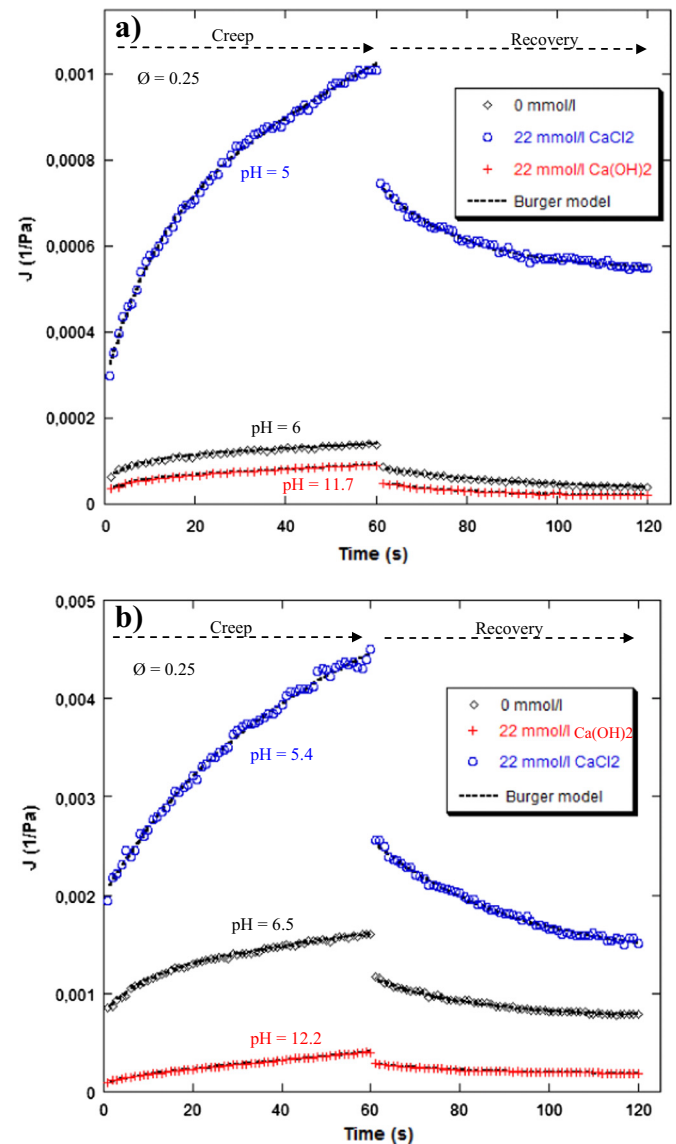 a)
Creep
Recovery
Ø = 0.25
0 mmol/l
22 mmol/l CaCl2
22 mmol/l Ca(OH)2
Burger model
pH = 5
pH = 6
pH = 11.7
J (1/Pa)
0,001
0,0008
0,0006
0,0004
0,0002
0
0 20 40 60 80 100 120
Time (s)
b)
Creep
Recovery
Ø = 0.25
0 mmol/l
22 mmol/l Ca(OH)2
22 mmol/l CaCl2
Burger model
pH = 5.4
pH = 6.5
pH = 12.2
J (1/Pa)
0,005
0,004
0,003
0,002
0,001
0
0 20 40 60 80 100 120
Time (s)